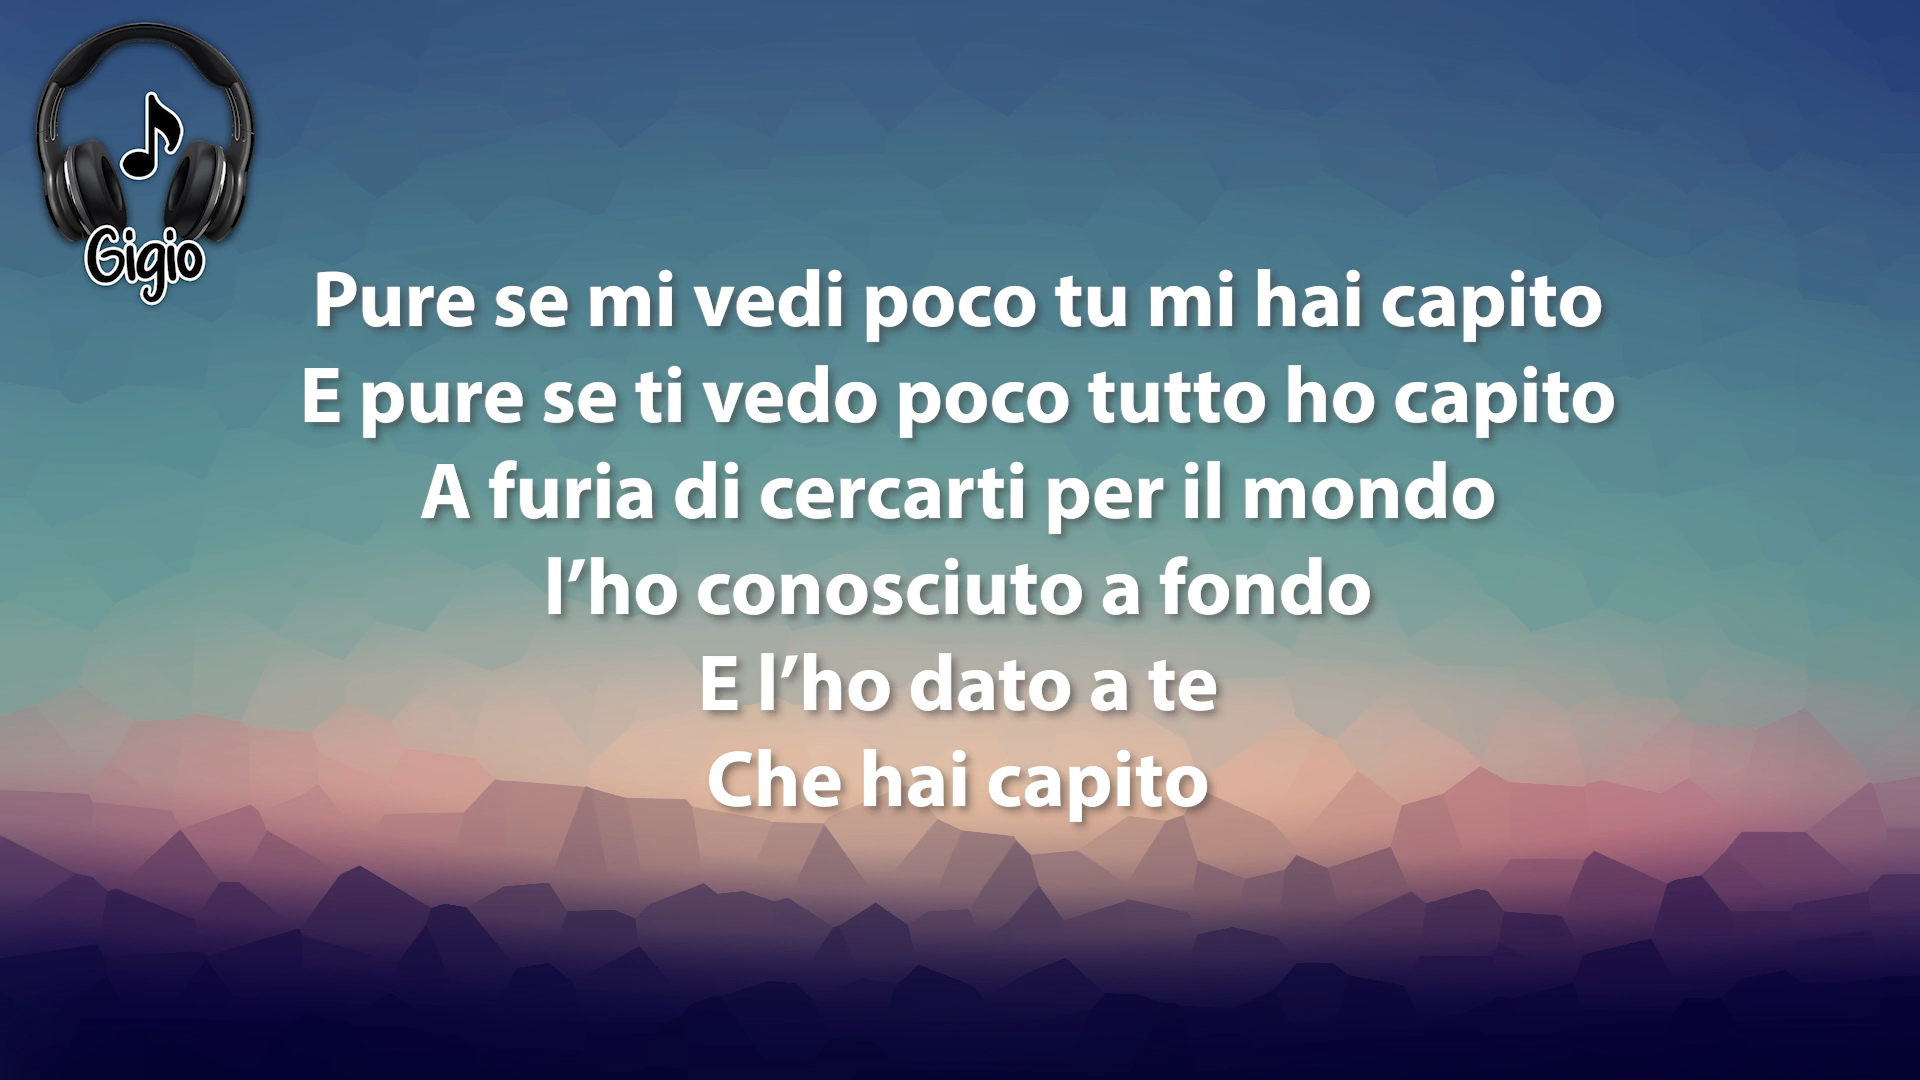 Gigio
Pure se mi vedi poco tu mi hai capito
E pure se ti vedo poco tutto ho capito
A furia di cercarti per il mondo
l’ho conosciuto a fondo
E l’ho dato a te
Che hai capito